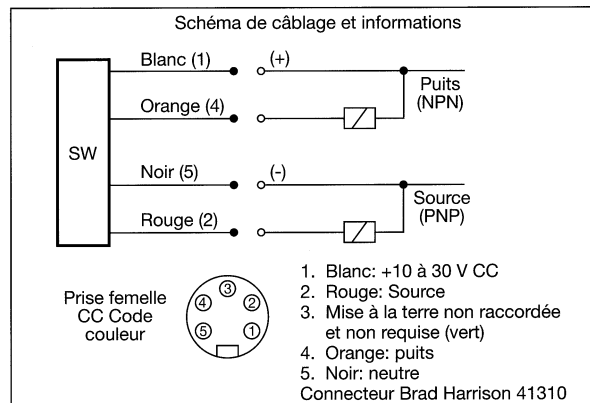 Schéma de câblage et informations
Blanc (1)
(+)
Puits
(NPN)
Orange (4)
SW
Noir (5)
(-)
Source
(PNP)
Rouge (2)
Prise femelle
CC Code
couleur
3
4
2
5
1
1. Blanc: +10 à 30 V CC
2. Rouge: Source
3. Mise à la terre non raccordée
et non requise (vert)
4. Orange: puits
5. Noir: neutre
Connecteur Brad Harrison 41310